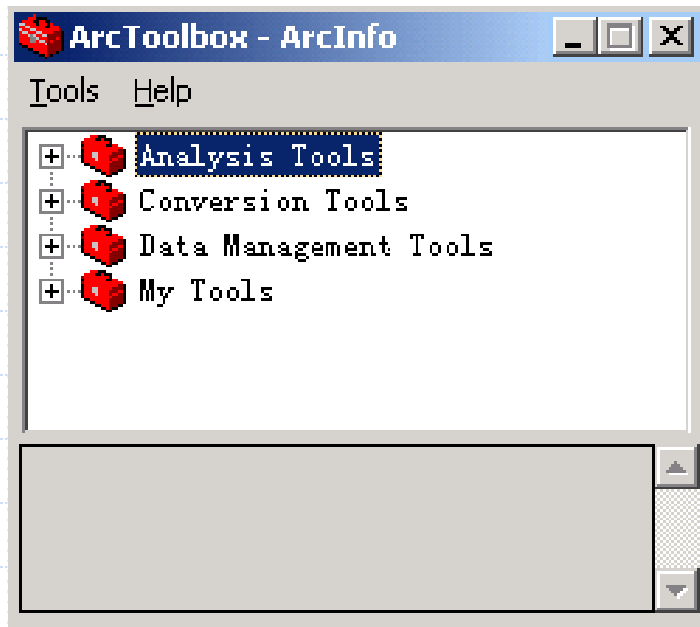 ArcToolbox - ArcInfo
Tools Help
Analysis Tools
Conversion Tools
Data Management Tools
My Tools